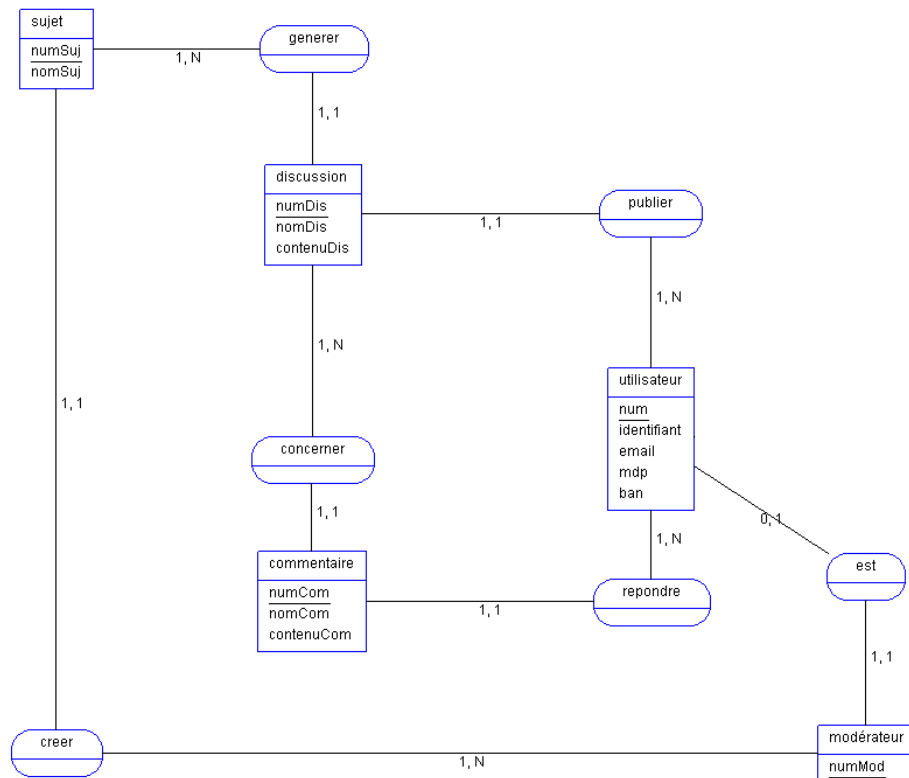 sujet
numSuj
nomSuj
generer
1, N
1, 1
discussion
numDis
nomDis
contenuDis
publier
1, 1
1, N
1, N
1, 1
utilisateur
num
identifiant
email
mdp
ban
concerner
1, 1
1, N
0, 1
commentaire
numCom
nomCom
contenuCom
1, 1
repondre
est
1, 1
creer
1, N
modérateur
numMod